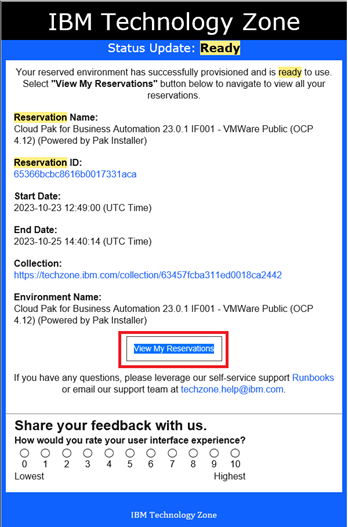 IBM Technology Zone
Status Update: Ready
Your reserved environment has successfully provisioned and is ready to use.
Select "View My Reservations" button below to navigate to view all your
reservations.
Reservation Name:
Cloud Pak for Business Automation 23.0.1 IF001 - VMWare Public (OCP
4.12) (Powered by Pak Installer)
Reservation ID:
65366bcbc8616b0017331aca
Start Date:
2023-10-23 12:49:00 (UTC Time)
End Date:
2023-10-25 14:40:14 (UTC Time)
Collection:
https://techzone.ibm.com/collection/63457fcba311ed0018ca2442
Environment Name:
Cloud Pak for Business Automation 23.0.1 IF001 - VMWare Public (OCP
4.12) (Powered by Pak Installer)
View My Reservations
If you have any questions, please leverage our self-service support Runbooks
or email our support team at techzone.help@ibm.com.
Share your feedback with us.
How would you rate your user interface experience?
0 1 2 3 4 5 6 7 8 9 10
Lowest Highest
IBM Technology Zone